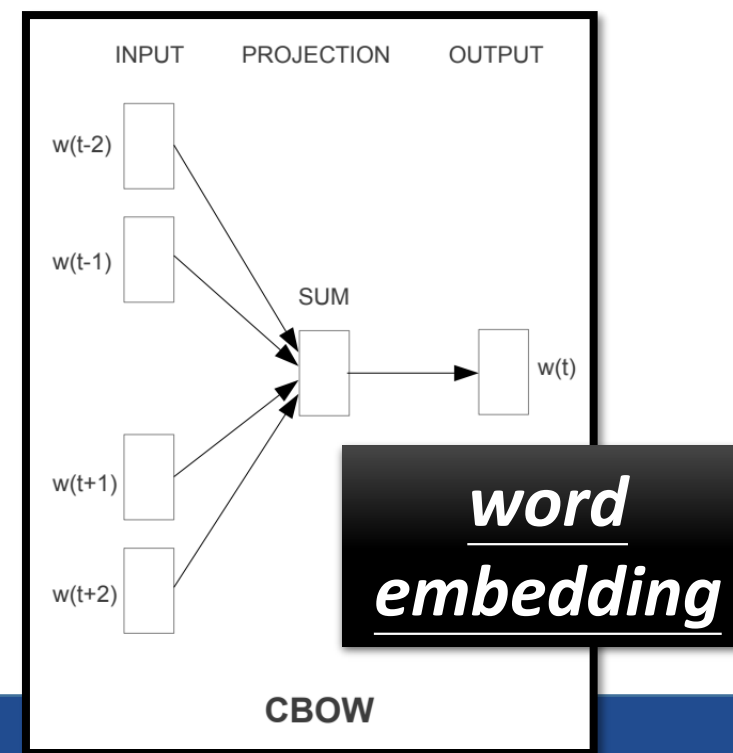 INPUT PROJECTION OUTPUT
w(t-2)
w(t-1)
SUM
w(t)
w(t+1)
w(t+2)
word
embedding
CBOW